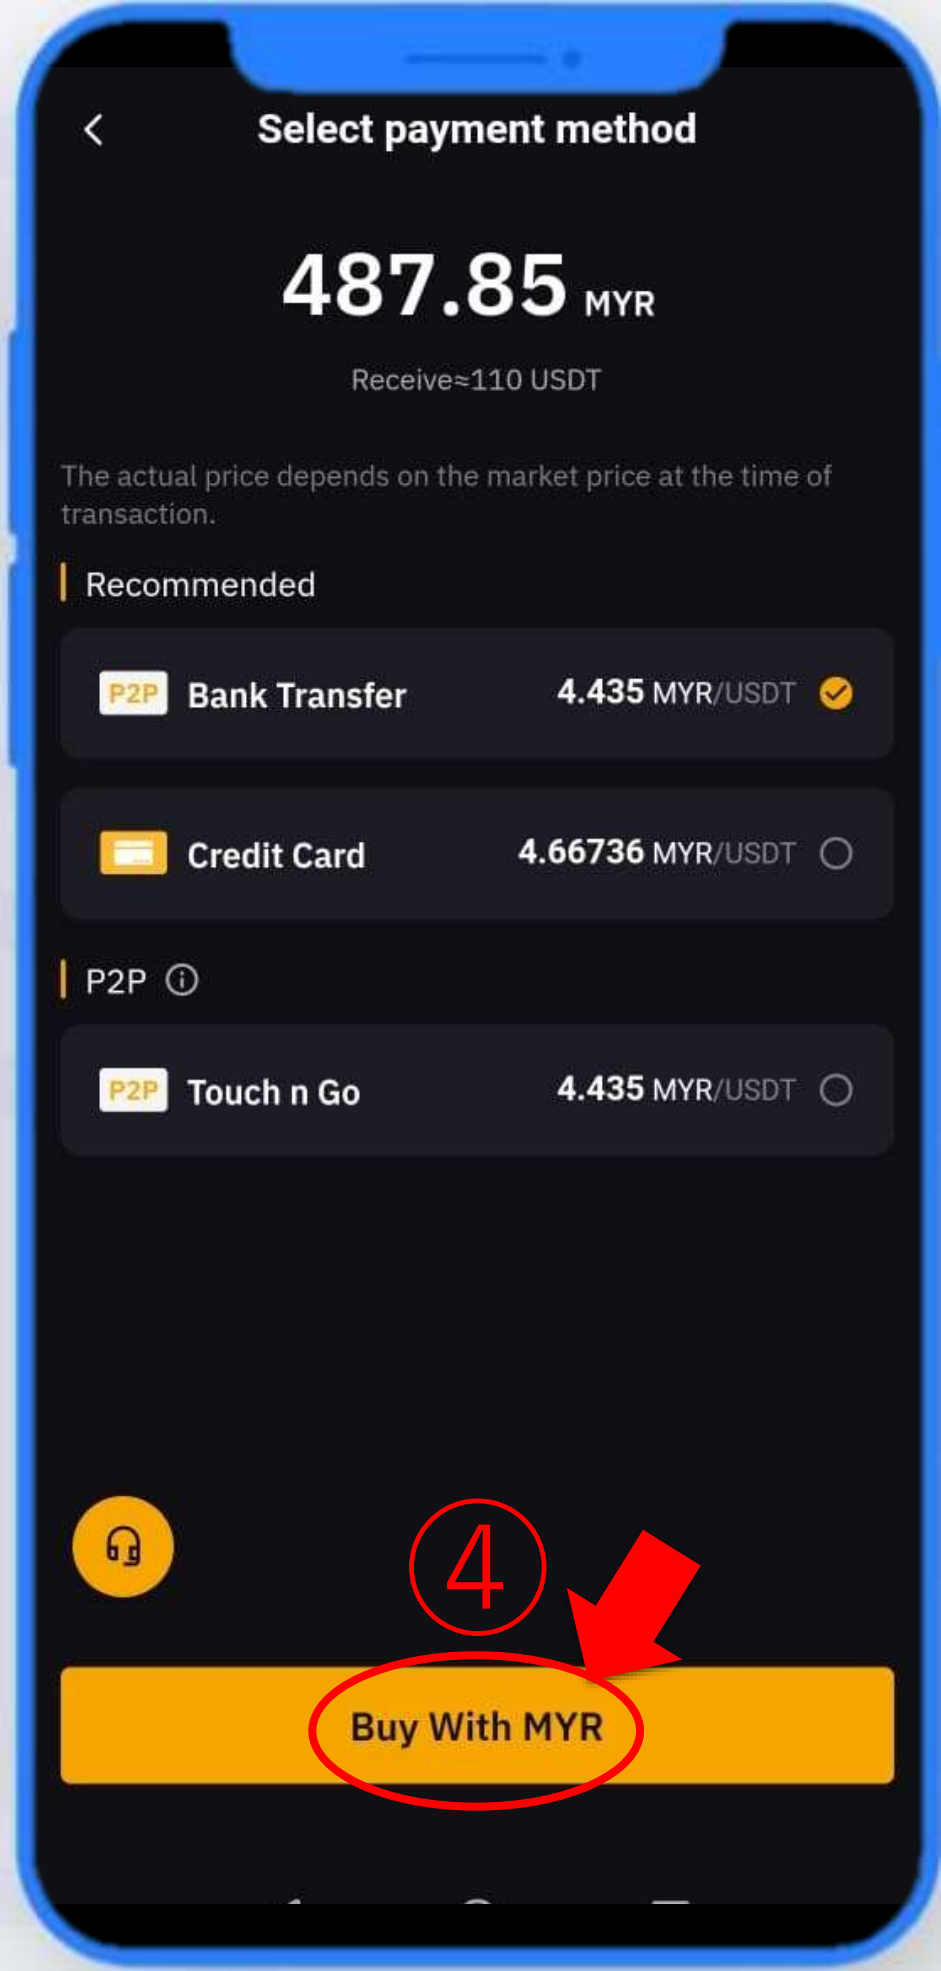 Select payment method
487.85 MYR
Receive≈110 USDT
The actual price depends on the market price at the time of
transaction.
Recommended
P2P Bank Transfer 4.435 MYR/USDT
Credit Card 4.66736 MYR/USDT
P2P
P2P Touch n Go 4.435 MYR/USDT
④
Buy With MYR